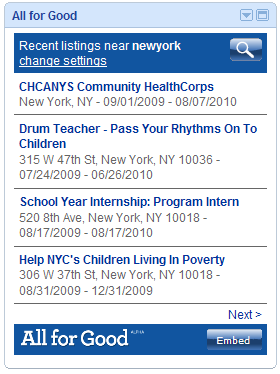 All for Good
Recent listings near newyork
change settings
CHCANYS Community HealthCorps
New York, NY - 09/01/2009 - 08/07/2010
Drum Teacher - Pass Your Rhythms On To
Children
315 W 47th St, New York, NY 10036 -
07/24/2009 - 06/26/2010
School Year Internship: Program Intern
520 8th Ave, New York, NY 10018 -
08/17/2009 - 08/17/2010
Help NYC's Children Living In Poverty
306 W 37th St, New York, NY 10018 -
08/31/2009 - 12/31/2009
Next >
All for Good ALPHA
Embed